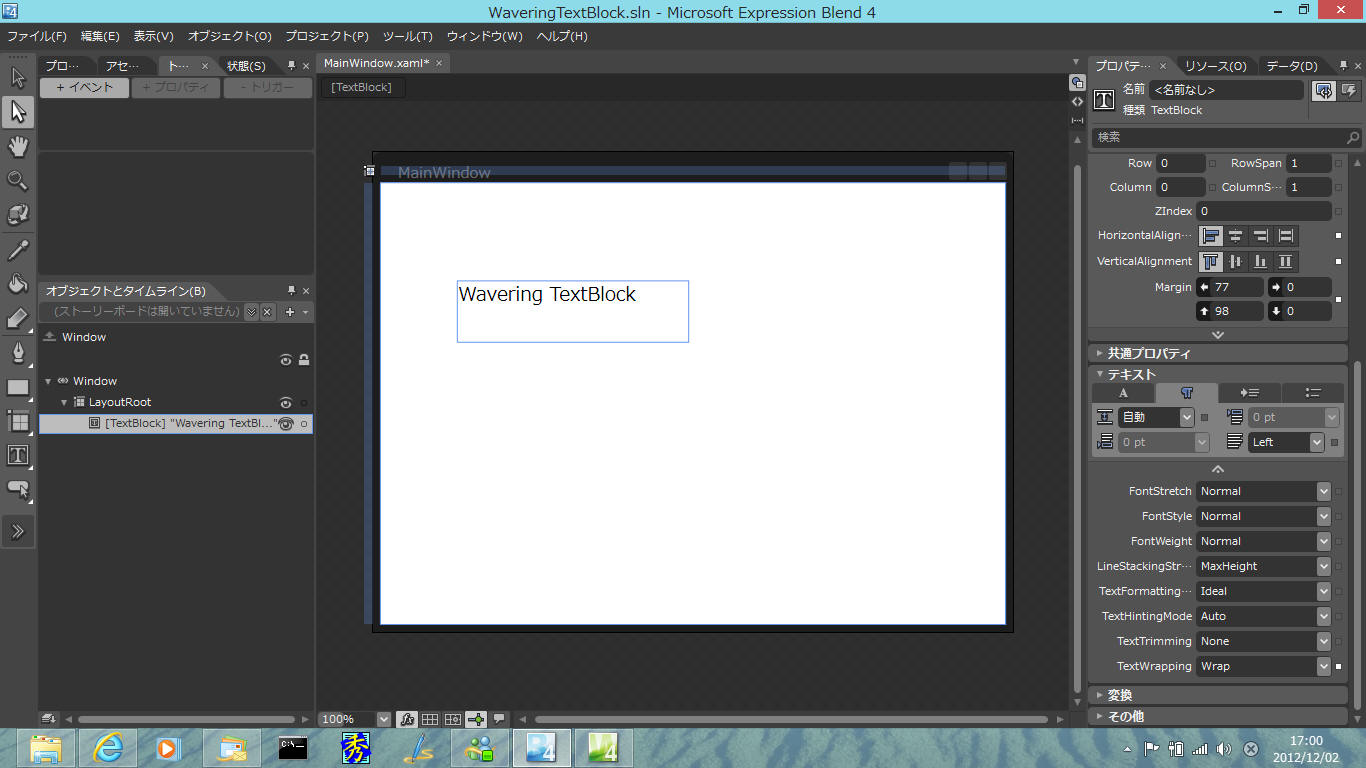 WaveringTextBlock.sln - Microsoft Expression Blend 4
ファイル(F) 編集(E) 表示(V) オブジェクト(O) プロジェクト(P) ツール(T) ウィンドウ(W) ヘルプ(H)
プロ… アセ… ト… × 状態(S)
+ イベント + プロパティ - トリガー
オブジェクトとタイムライン(B)
(ストーリーボードは開いていません)
Window
Window
LayoutRoot
[TextBlock] "Wavering TextBl..."
MainWindow.xaml* ×
[TextBlock]
MainWindow
Wavering TextBlock
100%
プロパテ… × リソース(O) データ(D)
名前 <名前なし>
種類 TextBlock
検索
Row 0 RowSpan 1
Column 0 ColumnS… 1
ZIndex 0
HorizontalAlign…
VerticalAlignment
Margin 77 0
98 0
共通プロパティ
テキスト
A
自動 0 pt
0 pt Left
FontStretch Normal
FontStyle Normal
FontWeight Normal
LineStackingStr… MaxHeight
TextFormatting… Ideal
TextHintingMode Auto
TextTrimming None
TextWrapping Wrap
変換
その他
C:\_
秀
17:00
2012/12/02